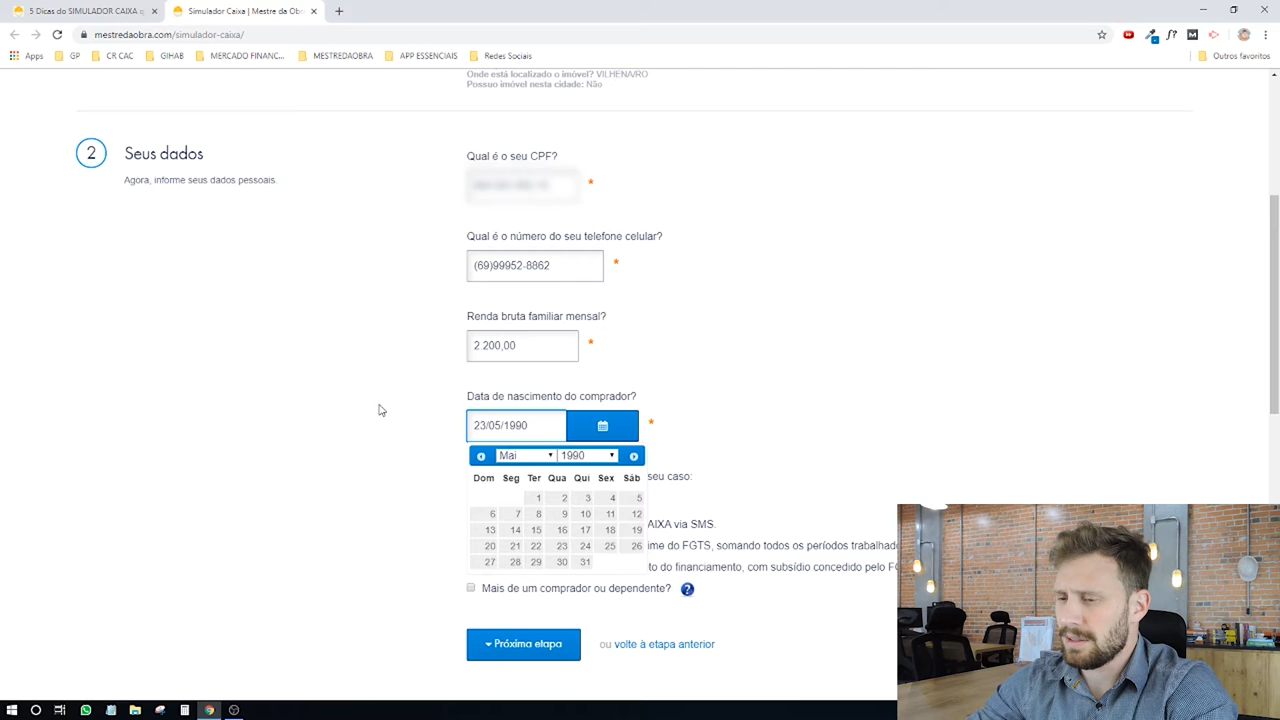 5 Dicas do SIMULADOR CAIXA q
Simulador Caixa | Mestre da Obr
mestredaobra.com/simulador-caixa/
Apps GP CR CAC GIHAB MERCADO FINANC... MESTREDAOBRA APP ESSENCIAIS Redes Sociais Outros favoritos
Onde está localizado o imóvel? VILHENA/RO
Possuo imóvel nesta cidade: Não
2 Seus dados
Agora, informe seus dados pessoais.
Qual é o seu CPF?
*
Qual é o número do seu telefone celular?
(69)99952-8862 *
Renda bruta familiar mensal?
2.200,00 *
Data de nascimento do comprador?
23/05/1990 *
Mai 1990
Dom Seg Ter Qua Qui Sex Sáb
1 2 3 4 5
6 7 8 9 10 11 12
13 14 15 16 17 18 19
20 21 22 23 24 25 26
27 28 29 30 31
seu caso:
AIXA via SMS.
ime do FGTS, somando todos os períodos trabalhado
to do financiamento, com subsídio concedido pelo FG
Mais de um comprador ou dependente? ?
Próxima etapa ou volte à etapa anterior